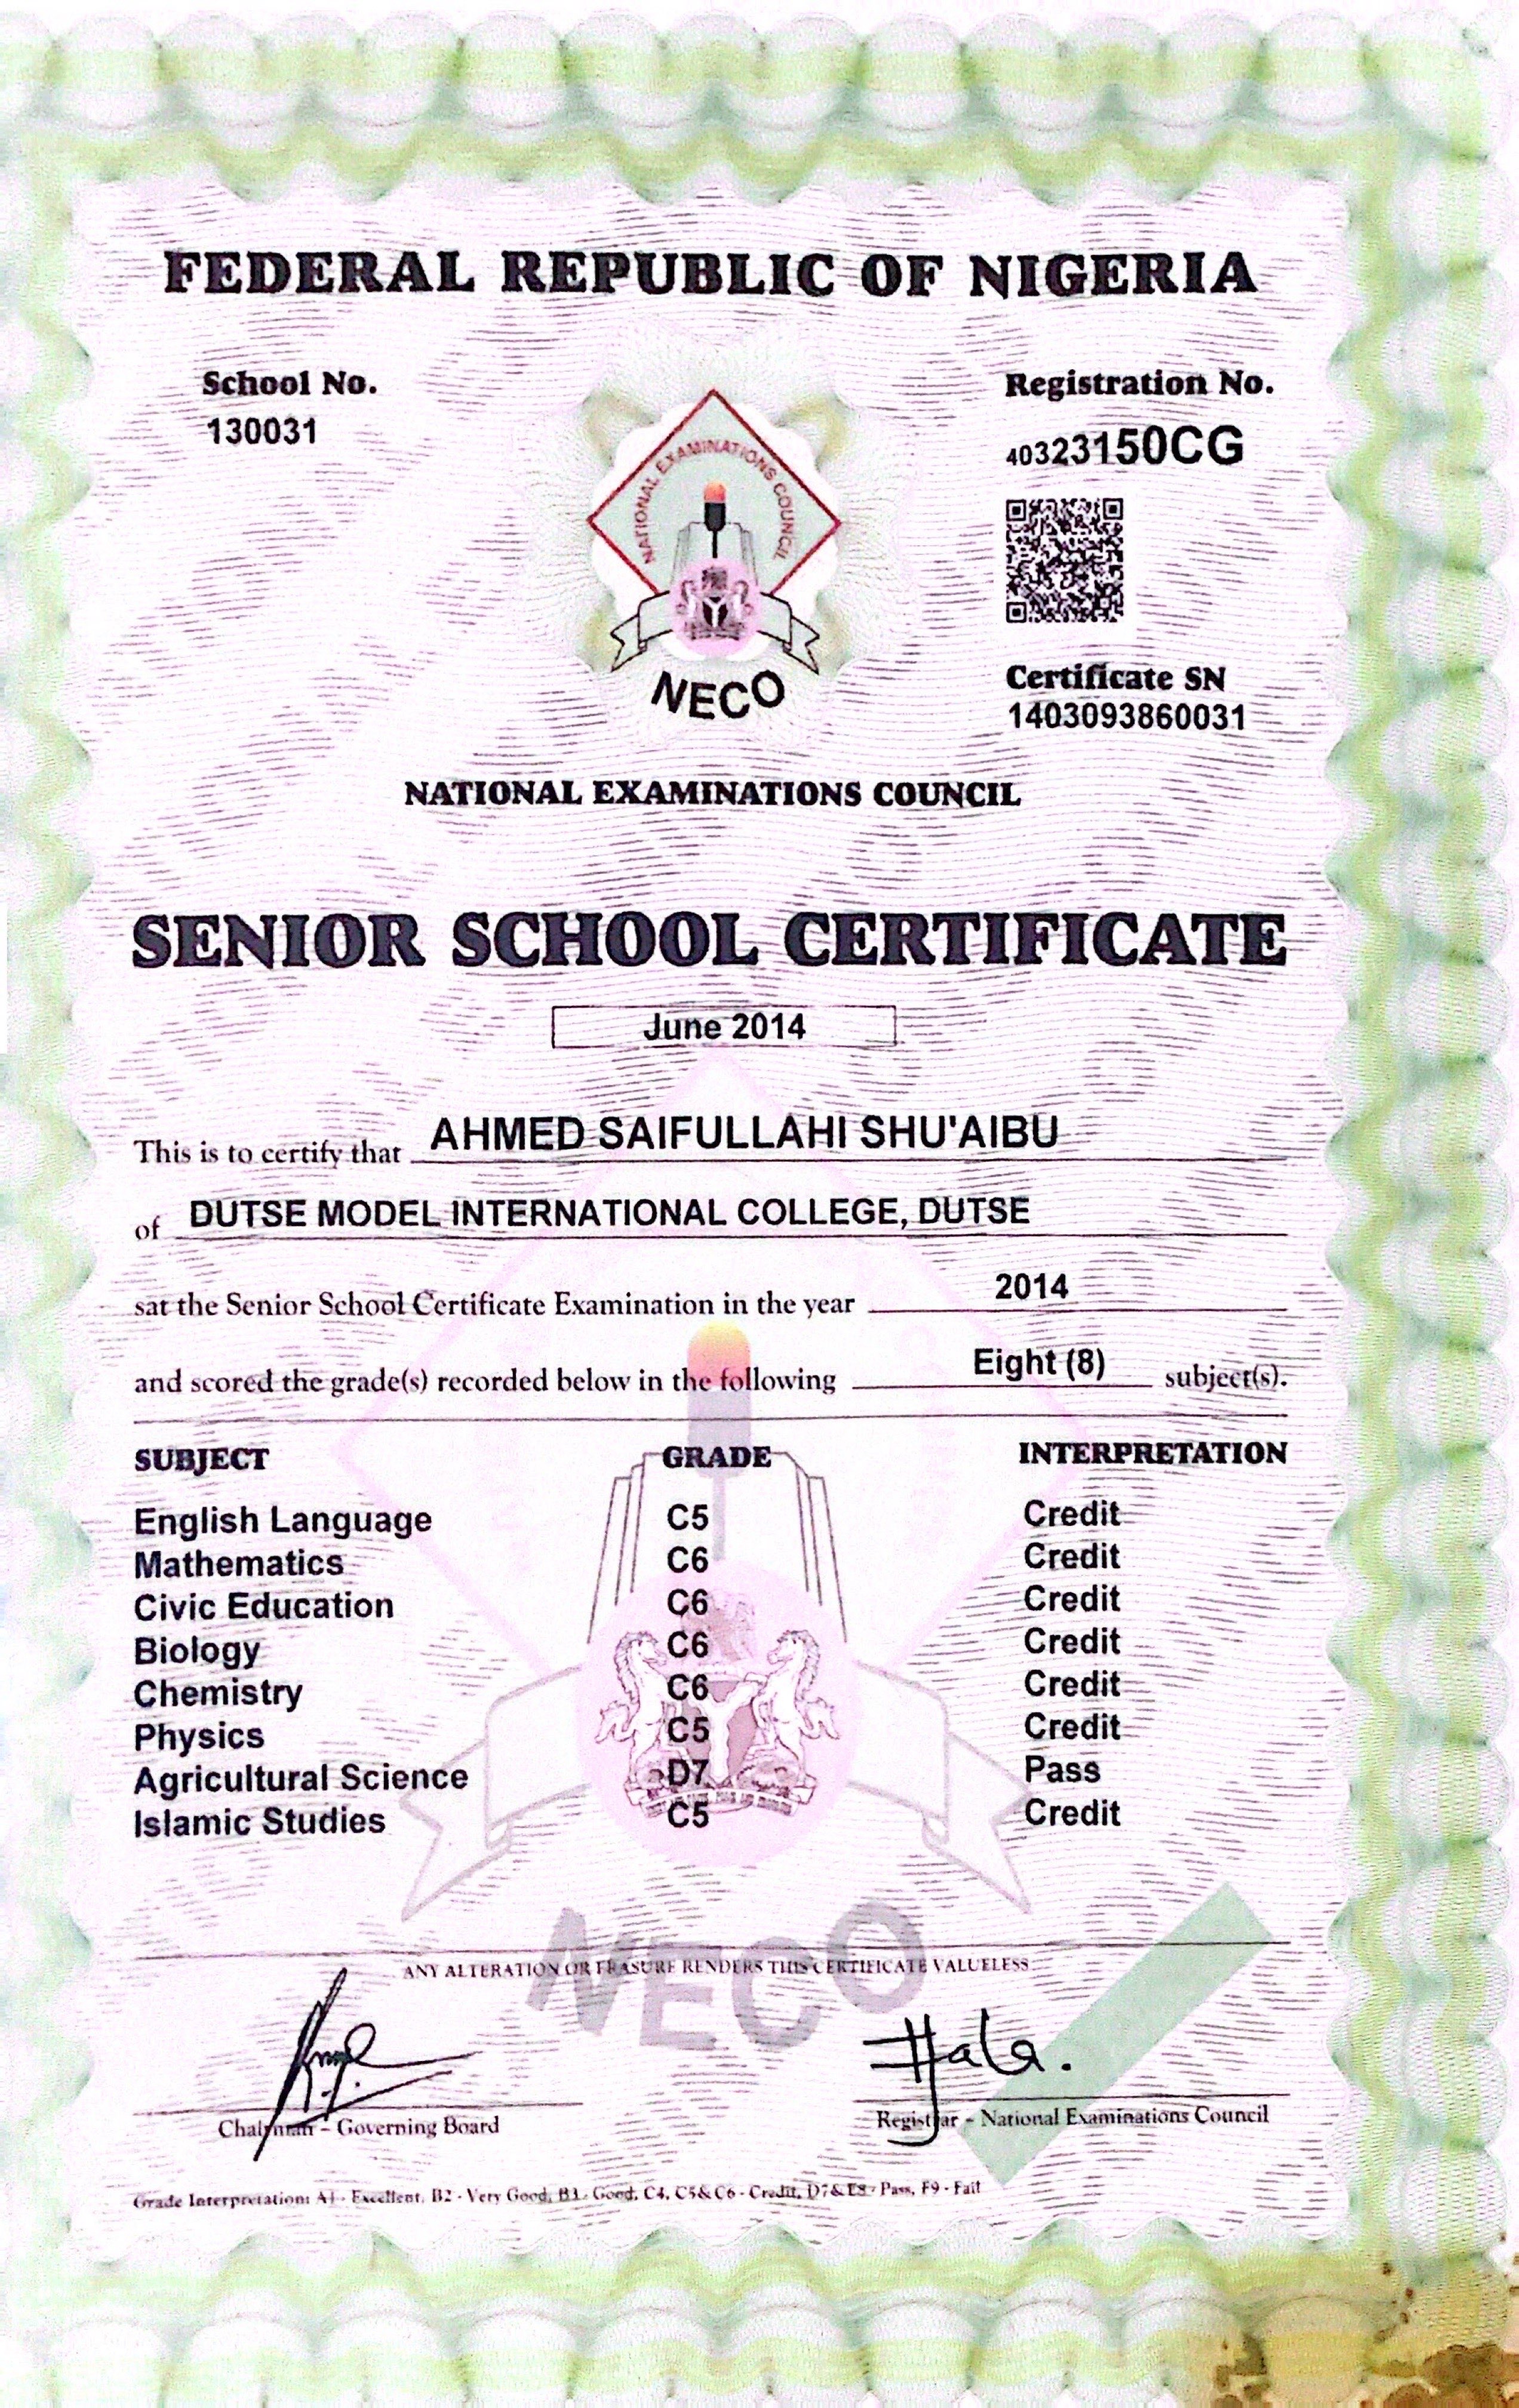 FEDERAL REPUBLIC OF NIGERIA
School No.
130031
Registration No.
40323150CG
NATIONAL EXAMINATIONS COUNCIL
NECO
Certificate SN
1403093860031
NATIONAL EXAMINATIONS COUNCIL
SENIOR SCHOOL CERTIFICATE
June 2014
This is to certify that AHMED SAIFULLAHI SHU'AIBU
of DUTSE MODEL INTERNATIONAL COLLEGE, DUTSE
sat the Senior School Certificate Examination in the year 2014
and scored the grade(s) recorded below in the following Eight (8) subject(s).
SUBJECT GRADE INTERPRETATION
English Language C5 Credit
Mathematics C6 Credit
Civic Education C6 Credit
Biology C6 Credit
Chemistry C6 Credit
Physics C5 Credit
Agricultural Science D7 Pass
Islamic Studies C5 Credit
NECO
ANY ALTERATION OR ERASURE RENDERS THIS CERTIFICATE VALUELESS
Chairman - Governing Board
Registrar - National Examinations Council
Grade Interpretation: A1 - Excellent, B2 - Very Good, B3 - Good, C4, C5 & C6 - Credit, D7 & E8 - Pass, F9 - Fail